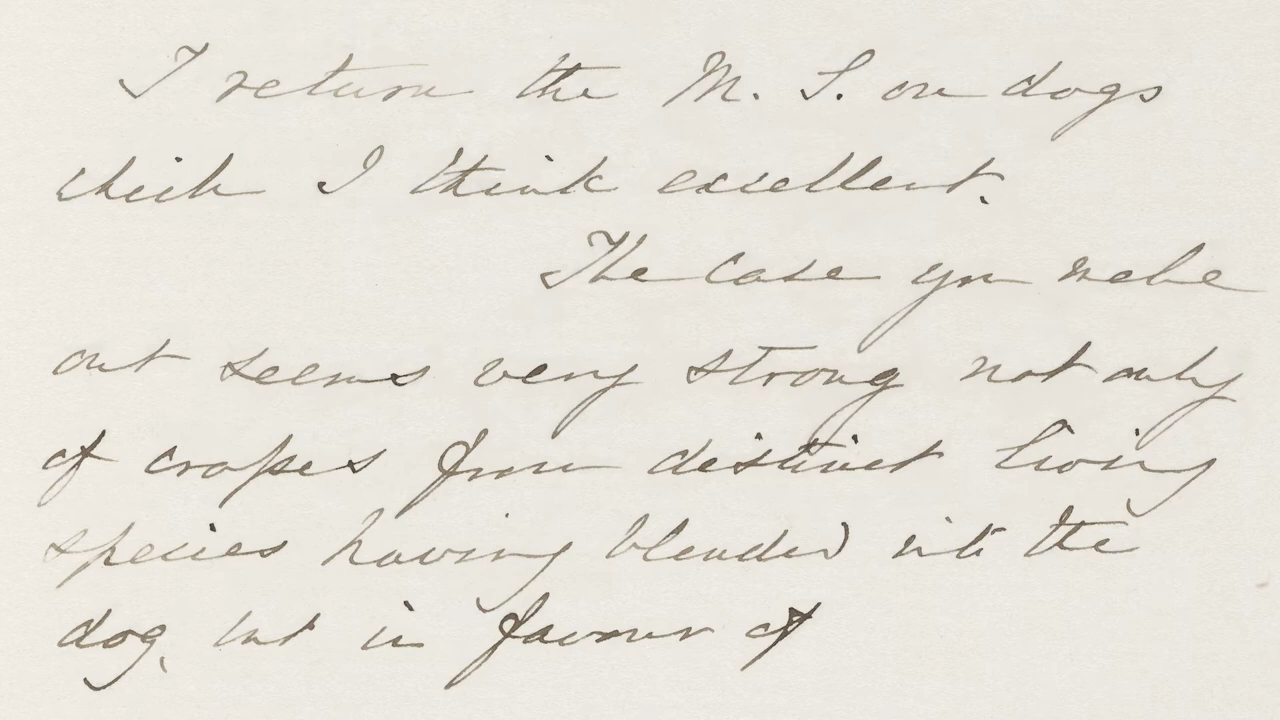 I return the M. S. on dogs
which I think excellent.
The case you make
out seems very strong not only
of crosses from distinct living
species having blended into the
dog, but in favour of